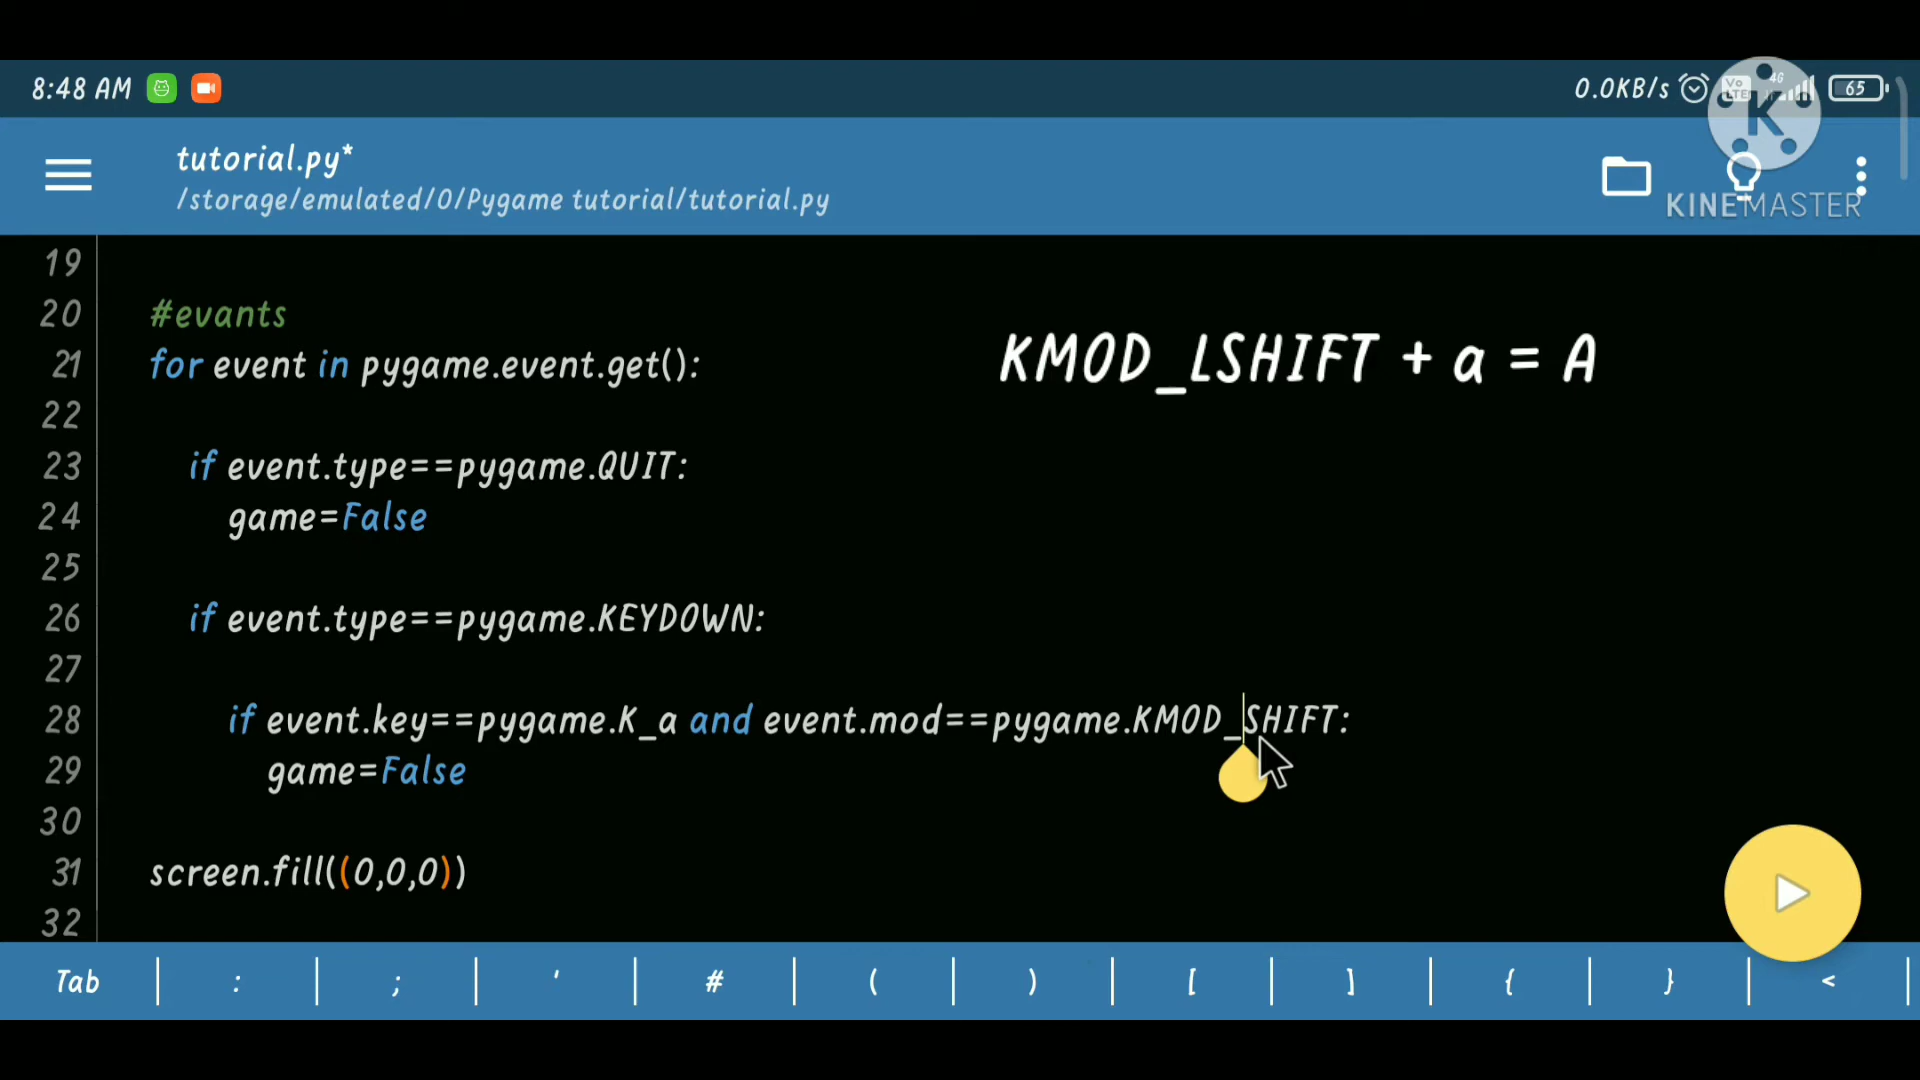 8:48 AM
0.0KB/s
4G
Vo LTE
65
K
KINEMASTER
tutorial.py*
/storage/emulated/0/Pygame tutorial/tutorial.py
19
20 #evants
21 for event in pygame.event.get():
22
23 if event.type==pygame.QUIT:
24 game=False
25
26 if event.type==pygame.KEYDOWN:
27
28 if event.key==pygame.K_a and event.mod==pygame.KMOD_SHIFT:
29 game=False
30
31 screen.fill((0,0,0))
32
KMOD_LSHIFT + a = A
Tab : ; ' # ( ) [ ] { } <